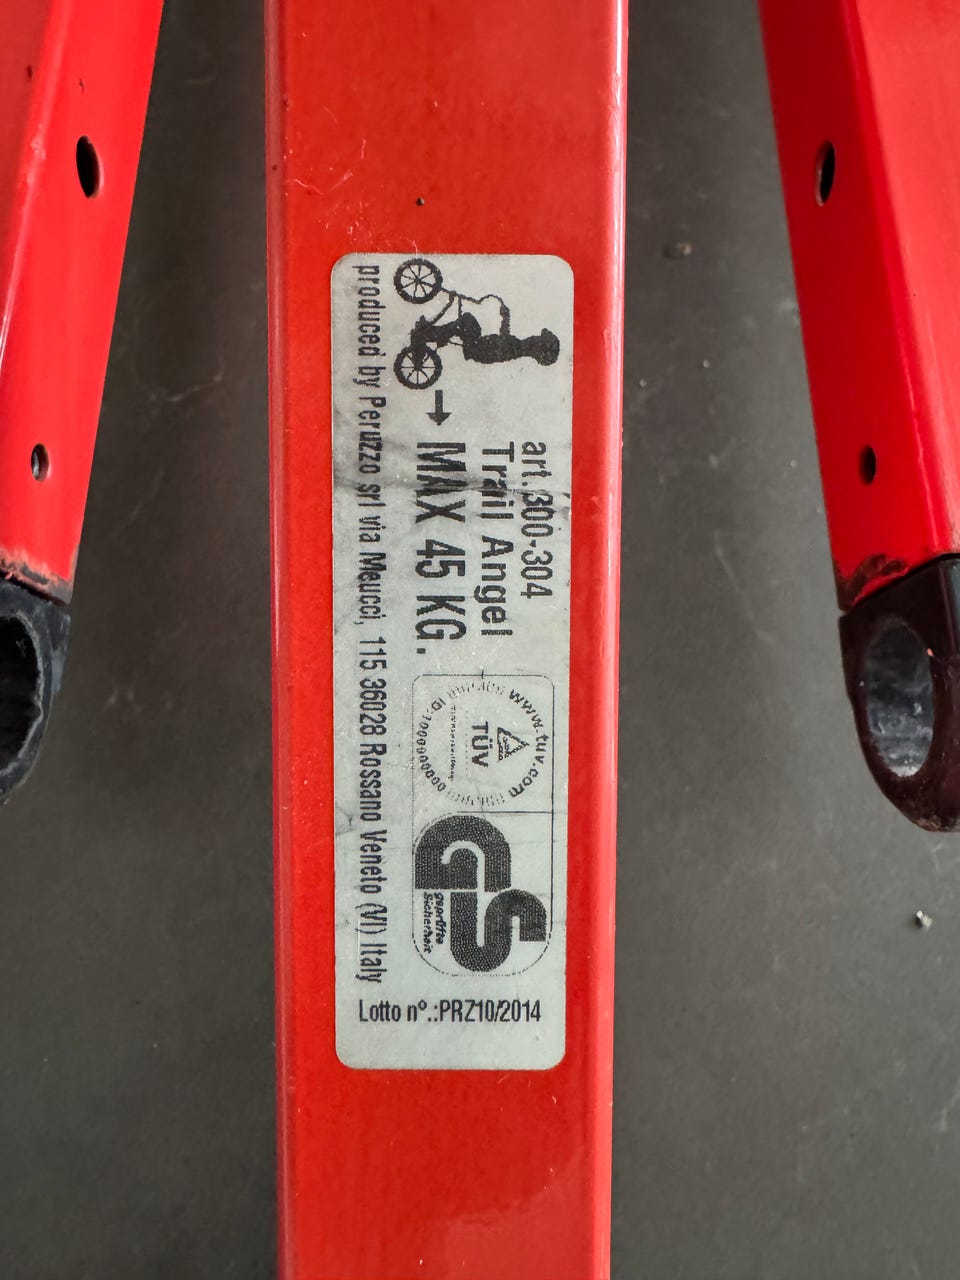 art.300-304
Trail Angel
MAX 45 KG.
www.tuv.com
TÜV
GS
geprüfte
Sicherheit
produced by Peruzzo srl via Meucci, 115 36028 Rossano Veneto (VI) Italy
Lotto n°.:PRZ10/2014